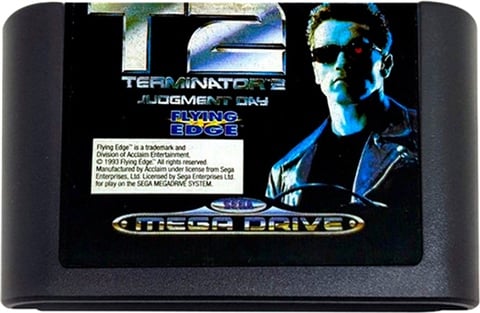 T2
TERMINATOR 2
JUDGMENT DAY
FLYING
EDGE
Flying Edge™ is a trademark and
Division of Acclaim Entertainment.
© 1993 Flying Edge.™ All rights reserved.
Manufactured by Acclaim under license from Sega
Enterprises, Ltd. Licensed by Sega Enterprises Ltd.
for play on the SEGA MEGADRIVE SYSTEM.
SEGA
MEGA DRIVE